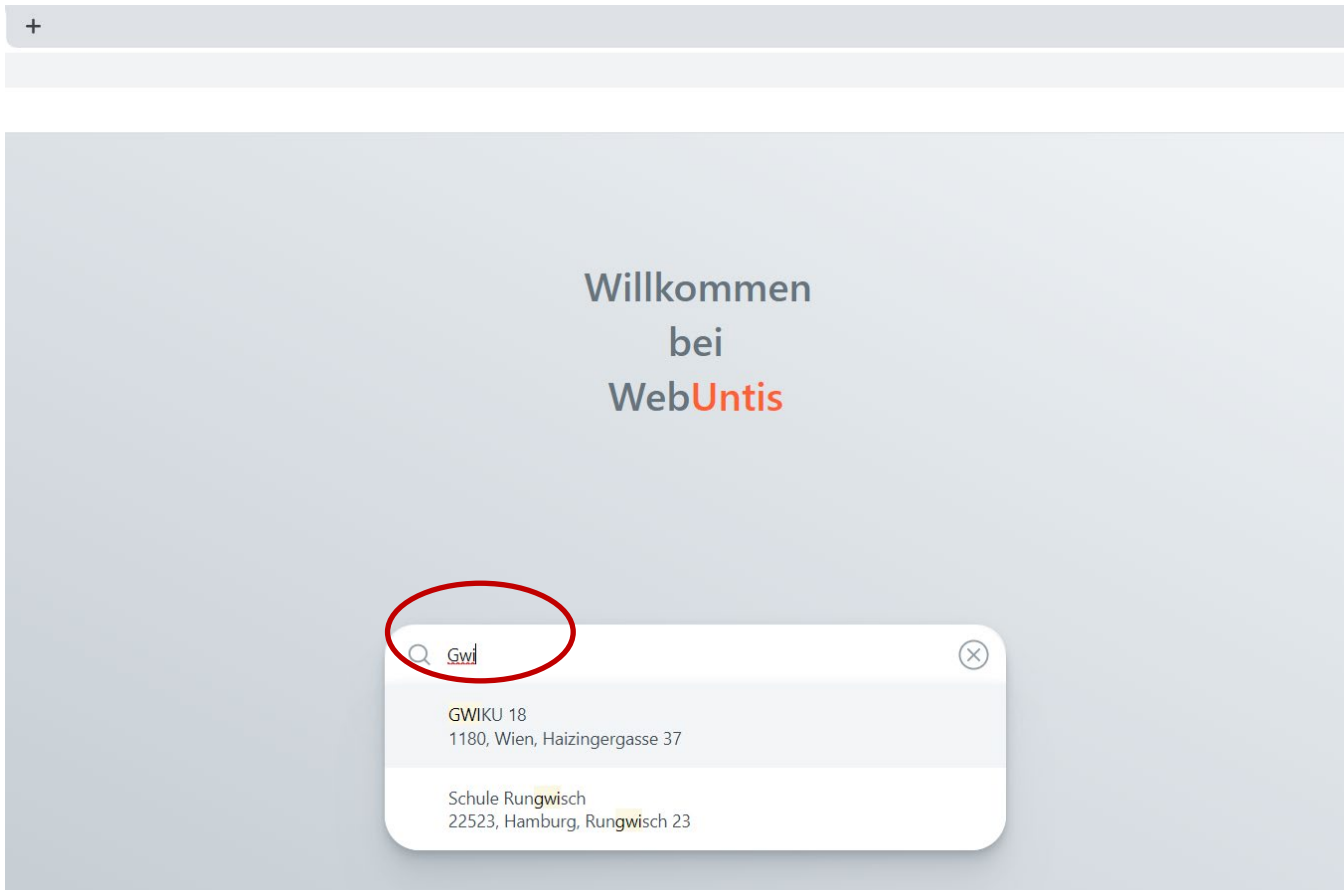 +
Willkommen
bei
WebUntis
Gwi
GWIKU 18
1180, Wien, Haizingergasse 37
Schule Rungwisch
22523, Hamburg, Rungwisch 23